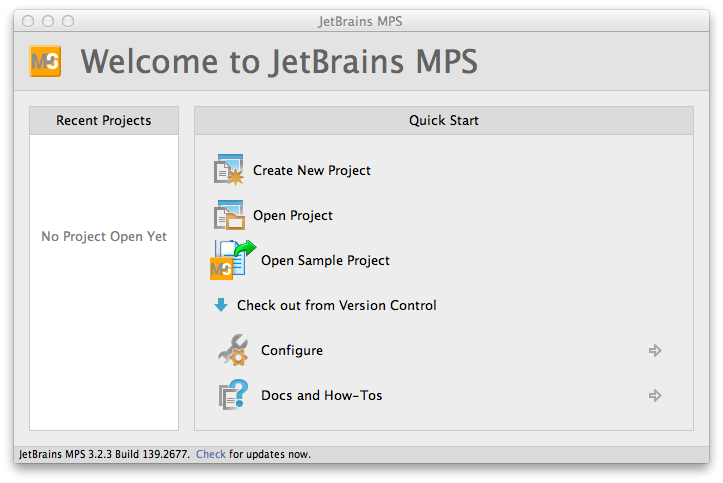 JetBrains MPS
MPS Welcome to JetBrains MPS
Recent Projects
No Project Open Yet
Quick Start
Create New Project
Open Project
MPS Open Sample Project
Check out from Version Control
Configure
Docs and How-Tos
JetBrains MPS 3.2.3 Build 139.2677. Check for updates now.